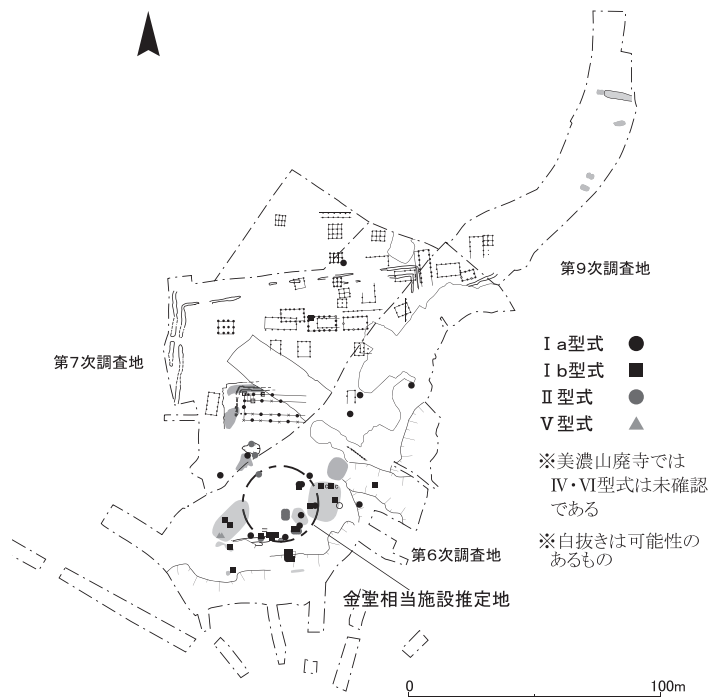 第9次調査地
第7次調査地
Ⅰa型式
Ⅰb型式
Ⅱ型式
Ⅴ型式
※美濃山廃寺では
Ⅳ・Ⅵ型式は未確認
である
※白抜きは可能性の
あるもの
第6次調査地
金堂相当施設推定地
0 100m